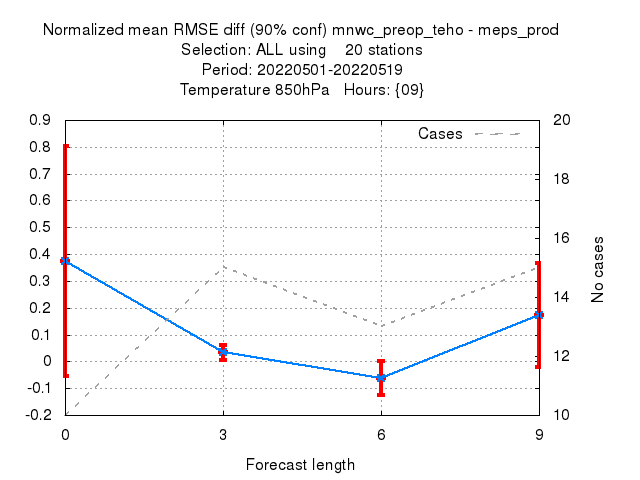 Normalized mean RMSE diff (90% conf) mnwc_preop_teho - meps_prod
Selection: ALL using    20 stations
Period: 20220501-20220519
Temperature 850hPa   Hours: {09}
Cases
0.9
0.8
0.7
0.6
0.5
0.4
0.3
0.2
0.1
0
-0.1
-0.2
20
18
16
14
12
10
No cases
0 3 6 9
Forecast length